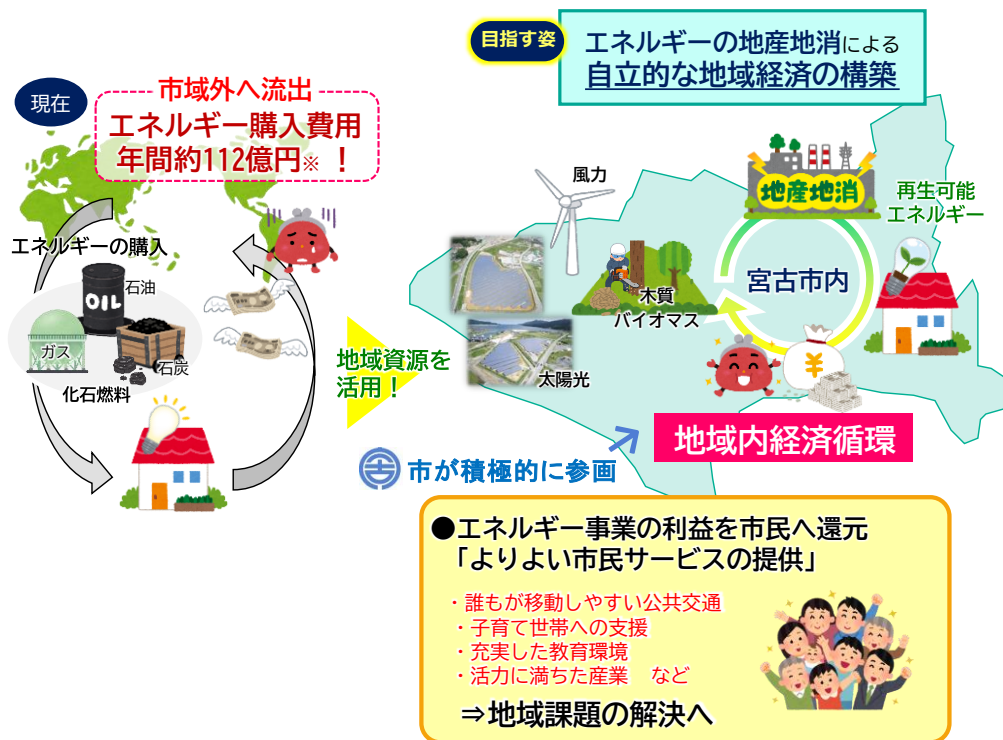 現在
市域外へ流出
エネルギー購入費用
年間約112億円※ !
エネルギーの購入
OIL
石油
ガス
石炭
化石燃料
地域資源を
活用!
目指す姿
エネルギーの地産地消による
自立的な地域経済の構築
風力
地産地消
再生可能
エネルギー
宮古市内
木質
バイオマス
太陽光
¥
地域内経済循環
市が積極的に参画
●エネルギー事業の利益を市民へ還元
「よりよい市民サービスの提供」
・誰もが移動しやすい公共交通
・子育て世帯への支援
・充実した教育環境
・活力に満ちた産業 など
⇒地域課題の解決へ